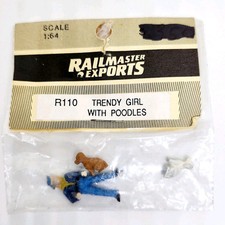 SCALE
1:64
RAILMASTER
EXPORTS
R110 TRENDY GIRL
WITH POODLES